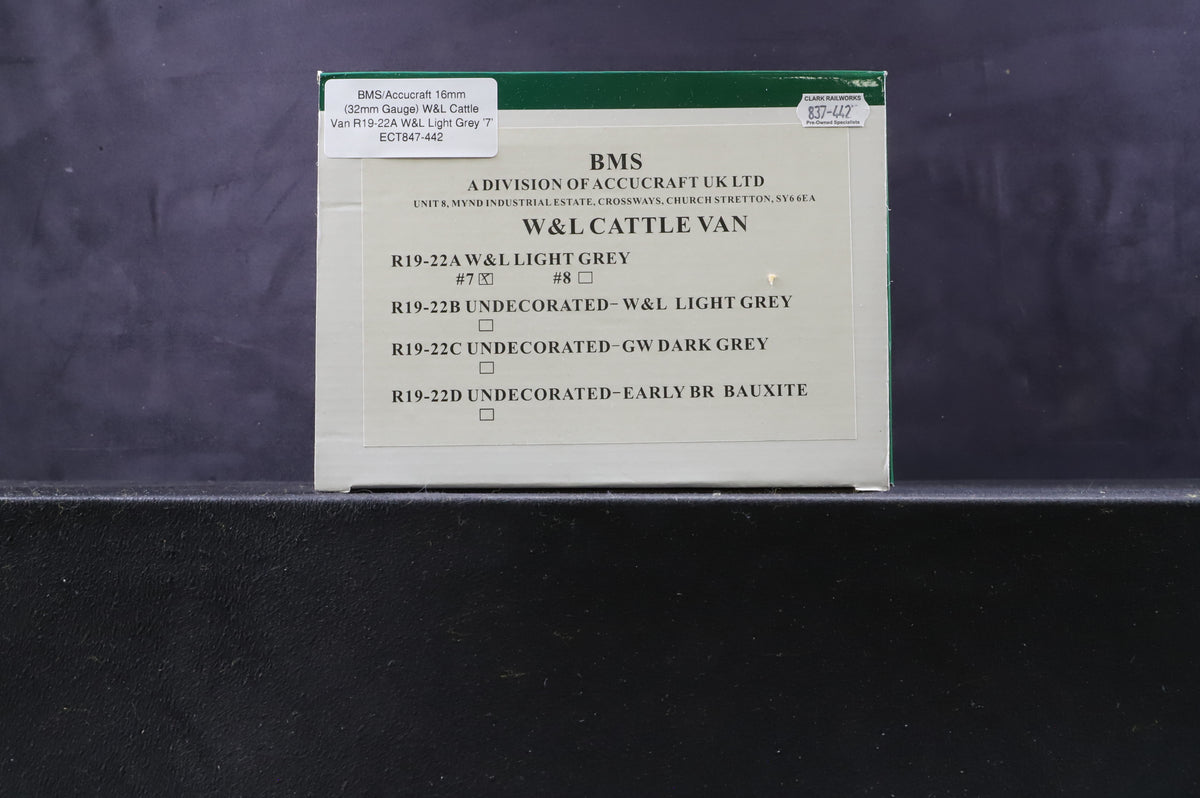 BMS/Accucraft 16mm
(32mm Gauge) W&L Cattle
Van R19-22A W&L Light Grey '7'
ECT847-442
CLARK RAILWORKS
837-442
Pre-Owned Specialists
BMS
A DIVISION OF ACCUCRAFT UK LTD
UNIT 8, MYND INDUSTRIAL ESTATE, CROSSWAYS, CHURCH STRETTON, SY6 6EA
W&L CATTLE VAN
R19-22A W&L LIGHT GREY
#7 ☒ #8 ☐
R19-22B UNDECORATED-W&L LIGHT GREY
☐
R19-22C UNDECORATED-GW DARK GREY
☐
R19-22D UNDECORATED-EARLY BR BAUXITE
☐